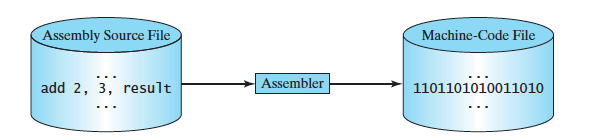 Assembly Source File
...
add 2, 3, result
...
Assembler
Machine-Code File
...
1101101010011010
...